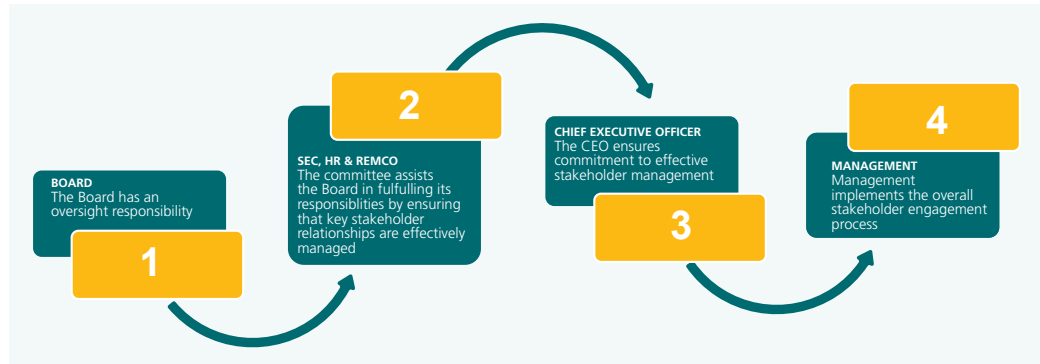 BOARD
The Board has an
oversight responsibility
1
2
SEC, HR & REMCO
The committee assists
the Board in fulfulling its
responsiblities by ensuring
that key stakeholder
relationships are effectively
managed
CHIEF EXECUTIVE OFFICER
The CEO ensures
commitment to effective
stakeholder management
3
4
MANAGEMENT
Management
implements the overall
stakeholder engagement
process